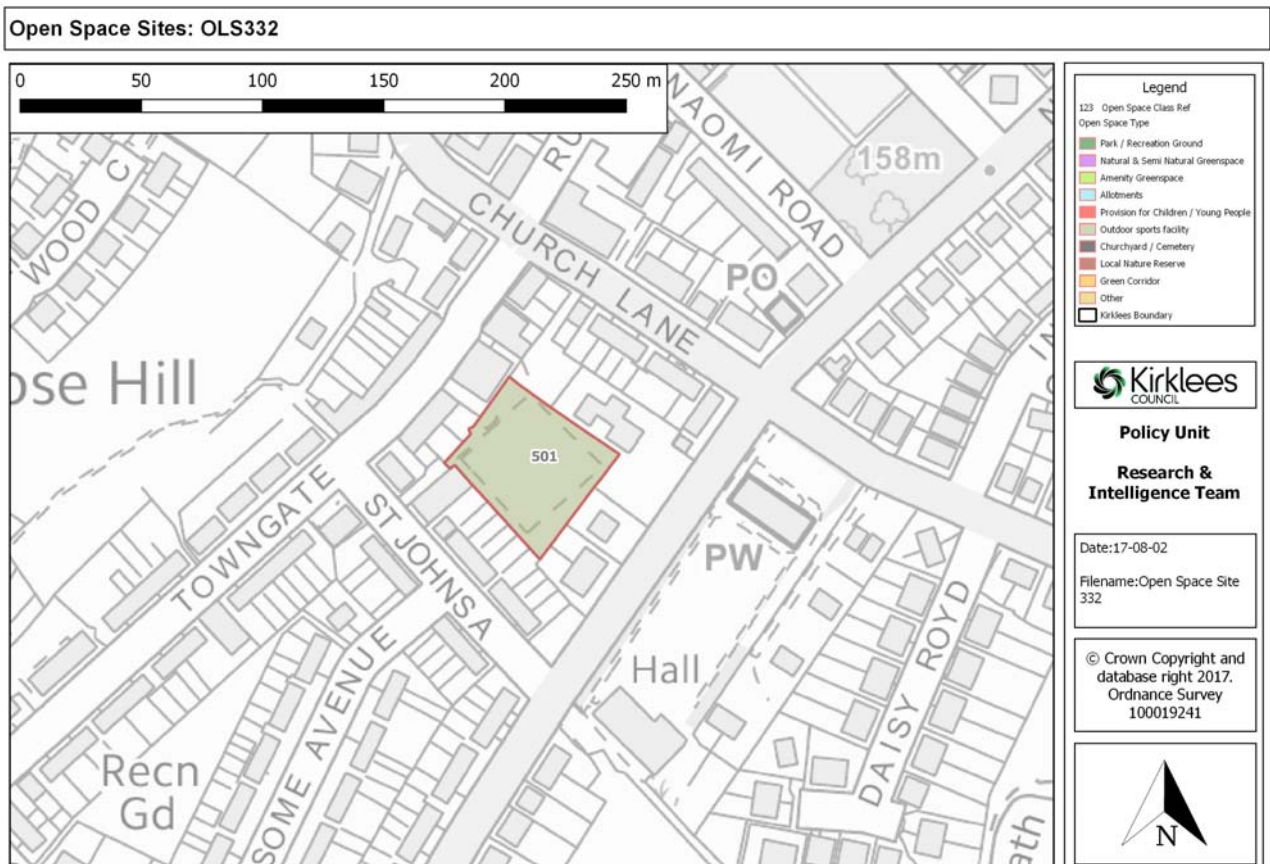 Open Space Sites: OLS332
0 50 100 150 200 250 m
NAOMI ROAD
158m
RU
WOOD C
CHURCH LANE
PO
ose Hill
501
TOWNGATE
ST JOHNS A
PW
Hall
DAISY ROYD
Recn
Gd
SOME AVENUE
ath
Legend
123 Open Space Class Ref
Open Space Type
Park / Recreation Ground
Natural & Semi Natural Greenspace
Amenity Greenspace
Allotments
Provision for Children / Young People
Outdoor sports facility
Churchyard / Cemetery
Local Nature Reserve
Green Corridor
Other
Kirklees Boundary
Kirklees
COUNCIL
Policy Unit
Research &
Intelligence Team
Date:17-08-02
Filename:Open Space Site
332
© Crown Copyright and
database right 2017.
Ordnance Survey
100019241
N